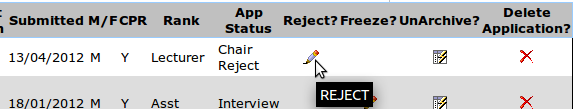 Submitted M/F CPR Rank App Status Reject? Freeze? UnArchive? Delete Application?
13/04/2012 M Y Lecturer Chair Reject
REJECT
18/01/2012 M Y Asst Interview